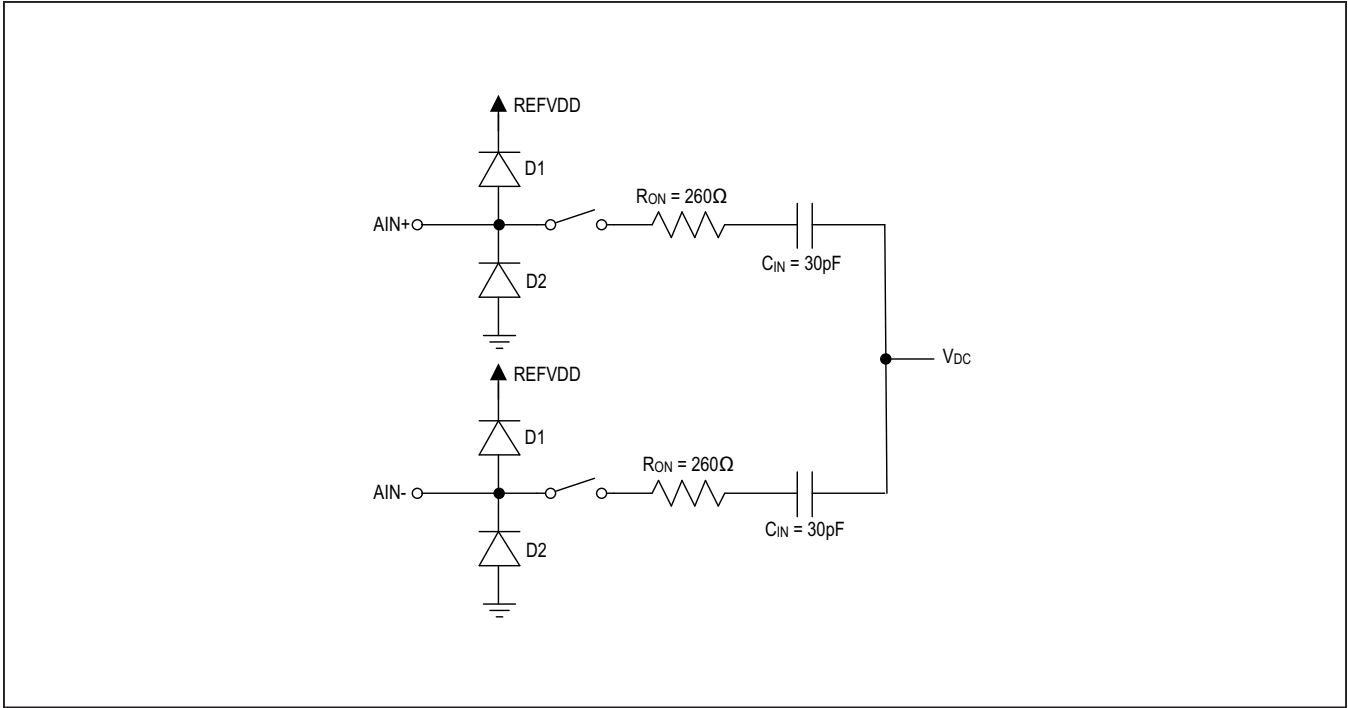 REFVDD
D1
RON = 260Ω
AIN+
CIN = 30pF
D2
REFVDD
VDC
D1
RON = 260Ω
AIN-
CIN = 30pF
D2